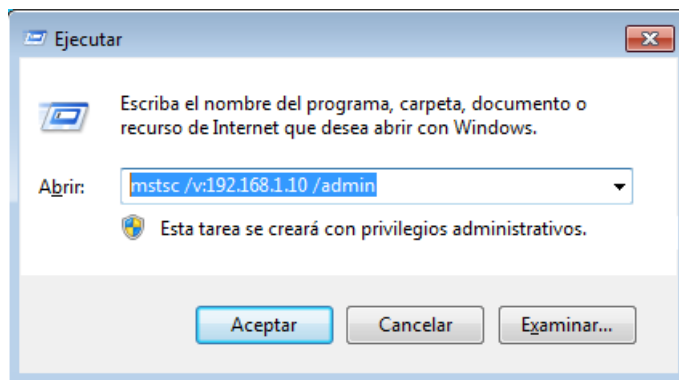 Ejecutar
Escriba el nombre del programa, carpeta, documento o
recurso de Internet que desea abrir con Windows.
Abrir: mstsc /v:192.168.1.10 /admin
Esta tarea se creará con privilegios administrativos.
Aceptar Cancelar Examinar...